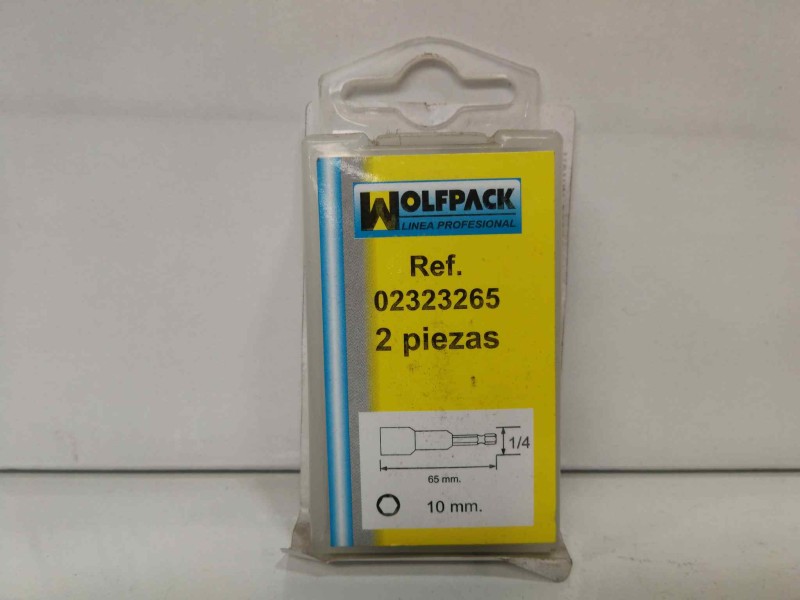 WOLFPACK
LINEA PROFESIONAL
Ref.
02323265
2 piezas
1/4
65 mm.
10 mm.